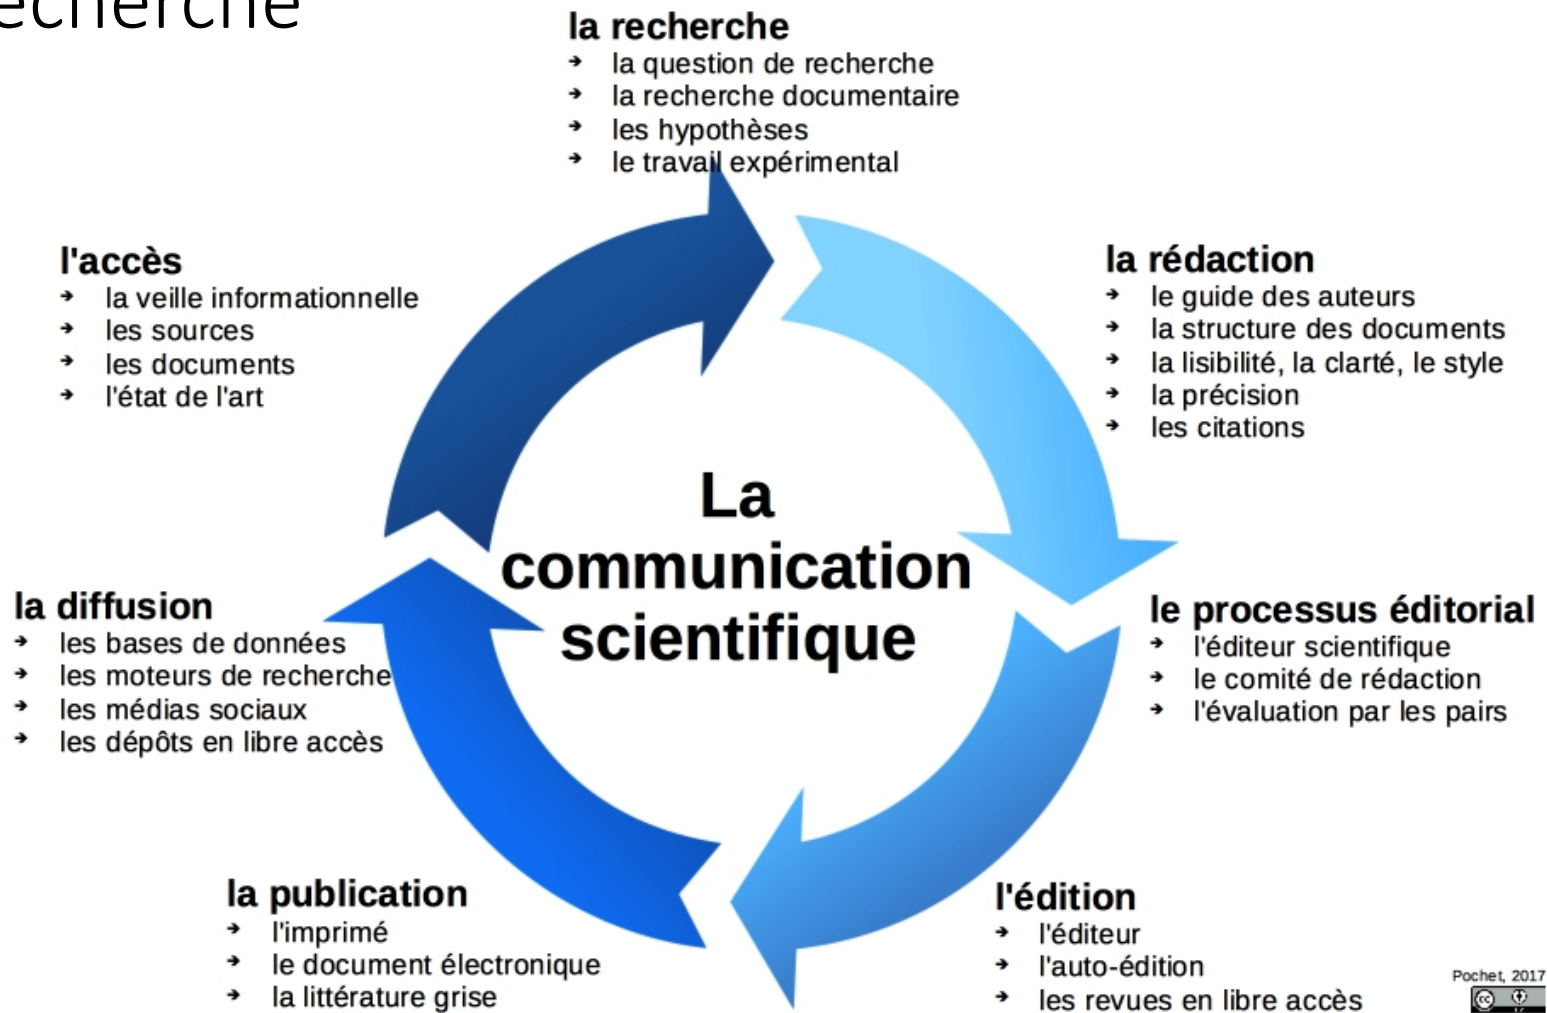 la recherche
la question de recherche
la recherche documentaire
les hypothèses
le travail expérimental
la rédaction
le guide des auteurs
la structure des documents
la lisibilité, la clarté, le style
la précision
les citations
le processus éditorial
l'éditeur scientifique
le comité de rédaction
l'évaluation par les pairs
l'édition
l'éditeur
l'auto-édition
les revues en libre accès
la publication
l'imprimé
le document électronique
la littérature grise
la diffusion
les bases de données
les moteurs de recherche
les médias sociaux
les dépôts en libre accès
l'accès
la veille informationnelle
les sources
les documents
l'état de l'art
La
communication
scientifique
Pochet, 2017
cc